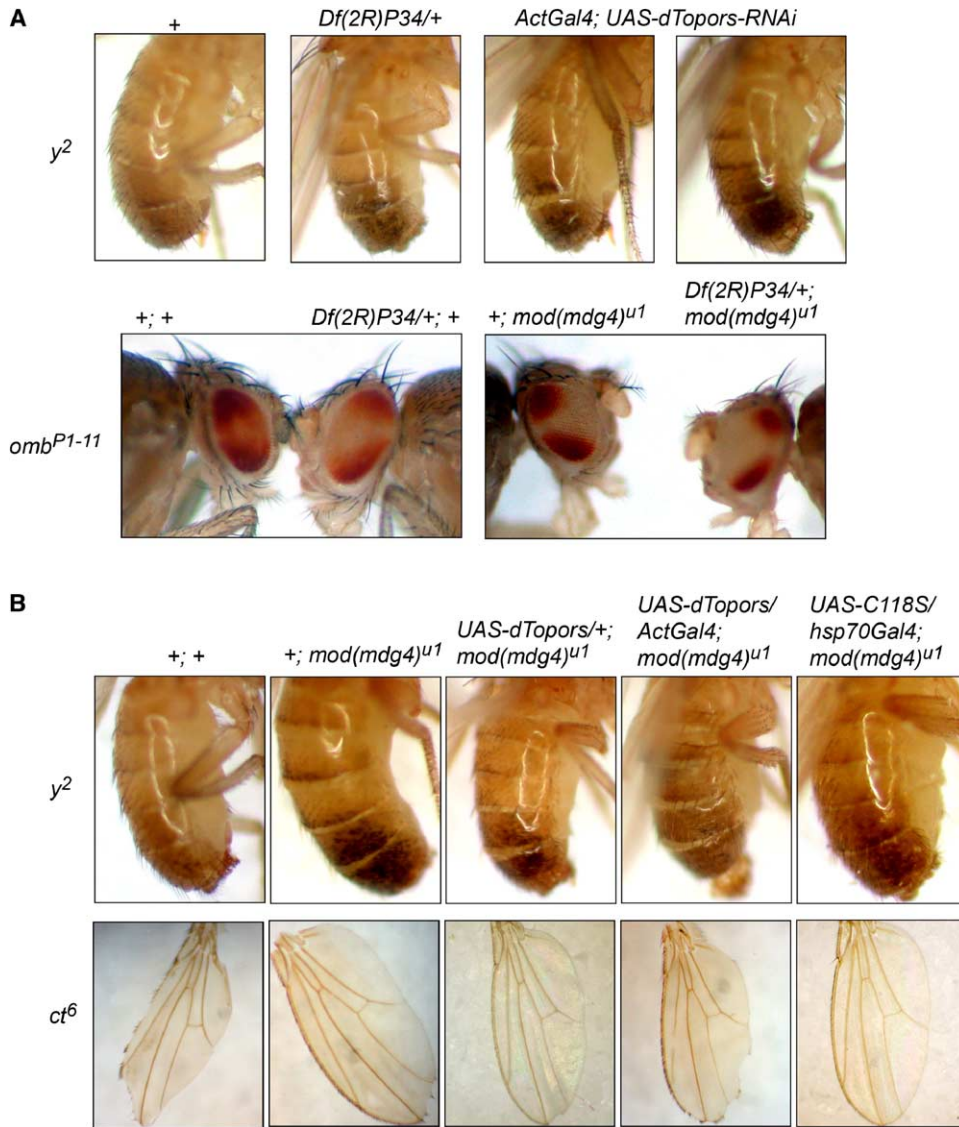 A
+
Df(2R)P34/+
ActGal4; UAS-dTopors-RNAi
y2
+; +
Df(2R)P34/+; +
+; mod(mdg4)u1
Df(2R)P34/+;
mod(mdg4)u1
ombP1-11
B
+; +
+; mod(mdg4)u1
UAS-dTopors/+;
mod(mdg4)u1
UAS-dTopors/
ActGal4;
mod(mdg4)u1
UAS-C118S/
hsp70Gal4;
mod(mdg4)u1
y2
ct6